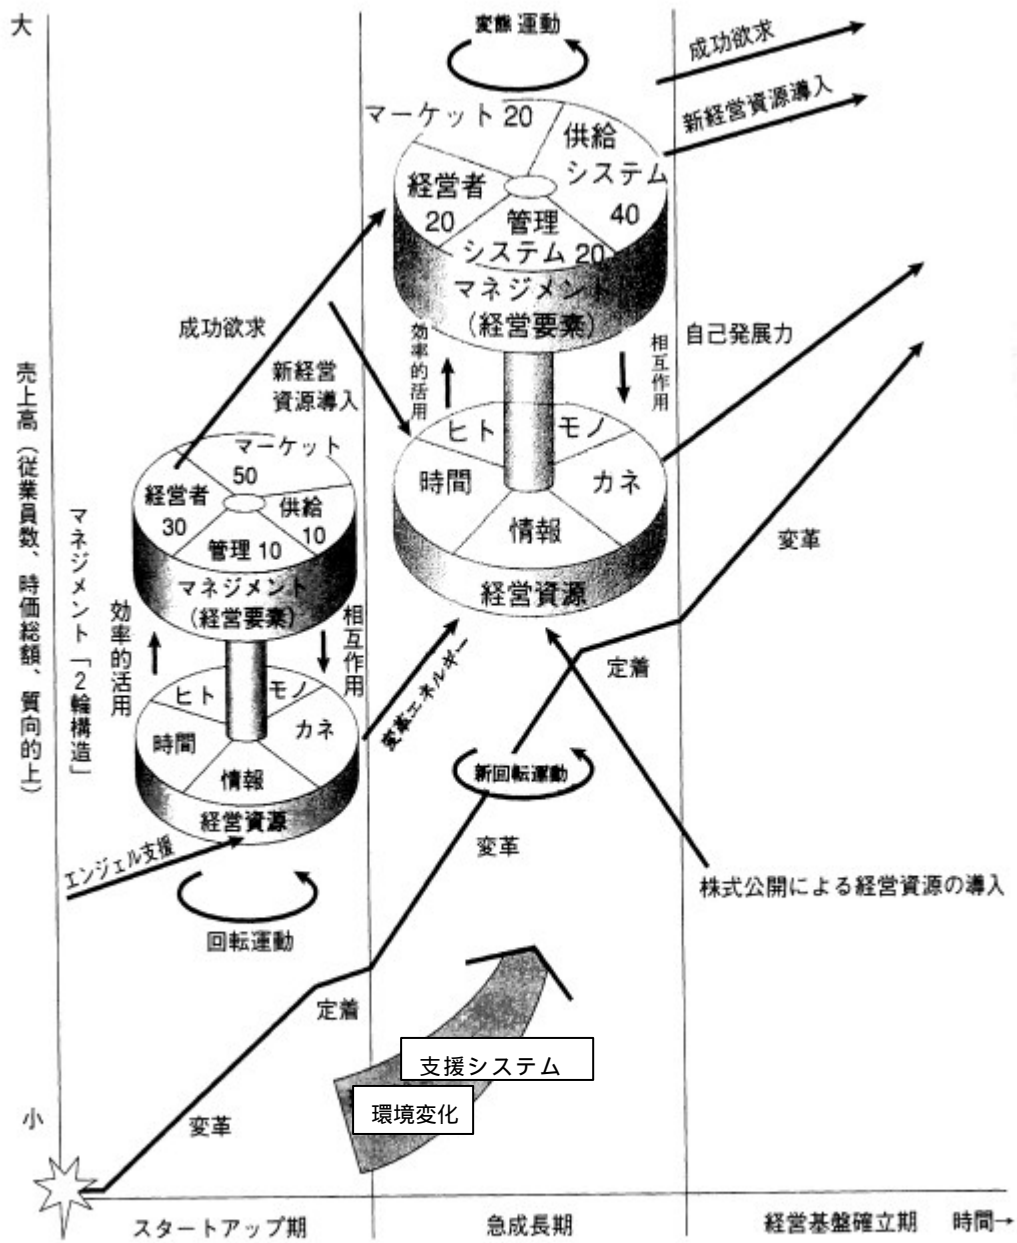 大
変態運動
成功欲求
新経営資源導入
マーケット 20
供給
システム
40
経営者
20
管理
システム 20
マネジメント
(経営要素)
成功欲求
新経営
資源導入
効率的活用
相互作用
自己発展力
ヒト
モノ
時間
カネ
情報
経営資源
売上高(従業員数、時価総額、質向的上)
マネジメント「2輪構造」
マーケット
50
経営者
30
供給
10
管理 10
マネジメント
(経営要素)
効率的活用
相互作用
ヒト
モノ
時間
カネ
情報
経営資源
変革エネルギー
変革
定着
エンジェル支援
回転運動
新回転運動
変革
株式公開による経営資源の導入
定着
支援システム
環境変化
変革
小
スタートアップ期
急成長期
経営基盤確立期
時間→